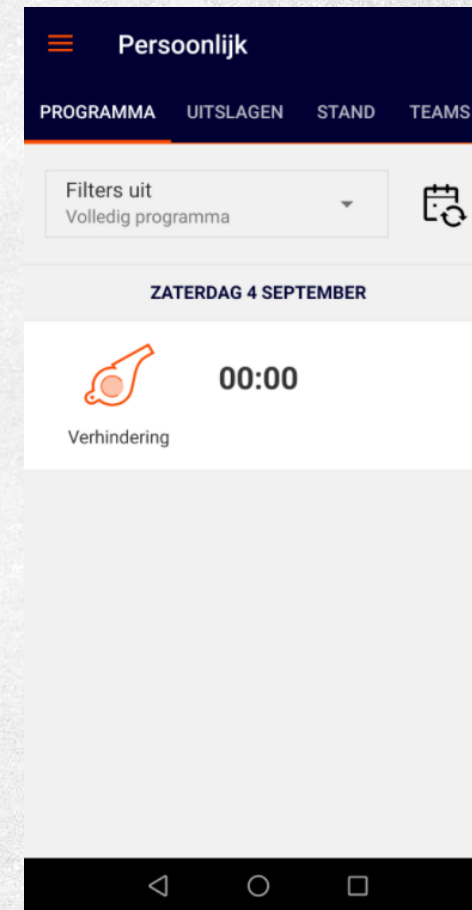 Persoonlijk
PROGRAMMA UITSLAGEN STAND TEAMS
Filters uit
Volledig programma
ZATERDAG 4 SEPTEMBER
00:00
Verhindering